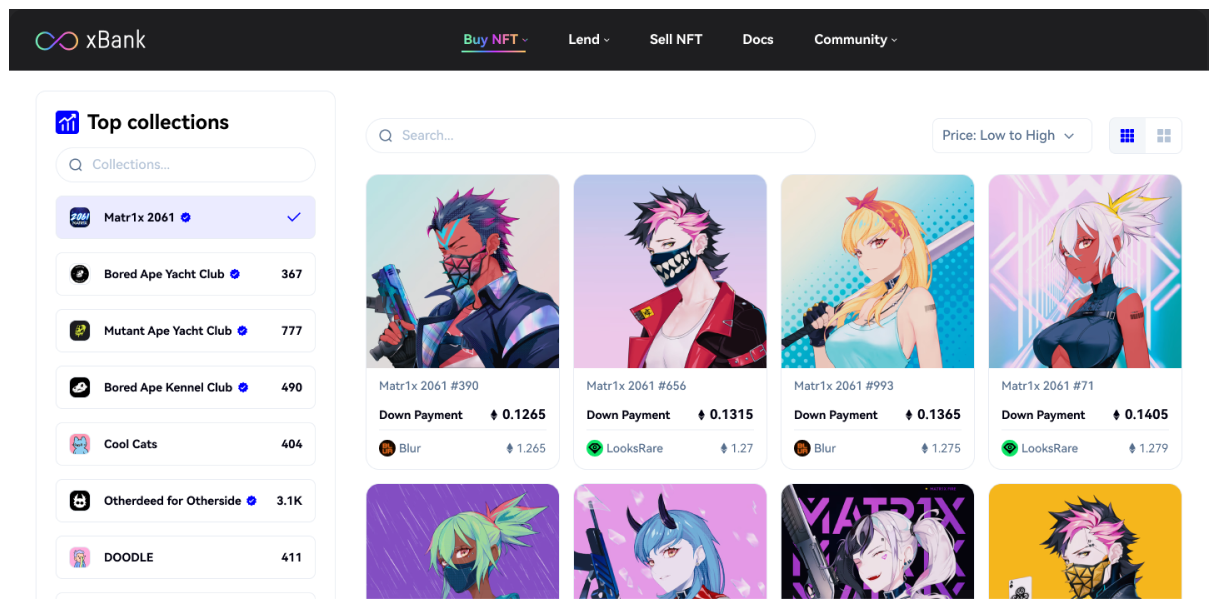 xBank
Buy NFT
Lend
Sell NFT
Docs
Community
Top collections
Collections...
Matr1x 2061
Bored Ape Yacht Club 367
Mutant Ape Yacht Club 777
Bored Ape Kennel Club 490
Cool Cats 404
Otherdeed for Otherside 3.1K
DOODLE 411
Search...
Price: Low to High
Matr1x 2061 #390
Down Payment 0.1265
Blur 1.265
Matr1x 2061 #656
Down Payment 0.1315
LooksRare 1.27
Matr1x 2061 #993
Down Payment 0.1365
Blur 1.275
Matr1x 2061 #71
Down Payment 0.1405
LooksRare 1.279
MATR1X